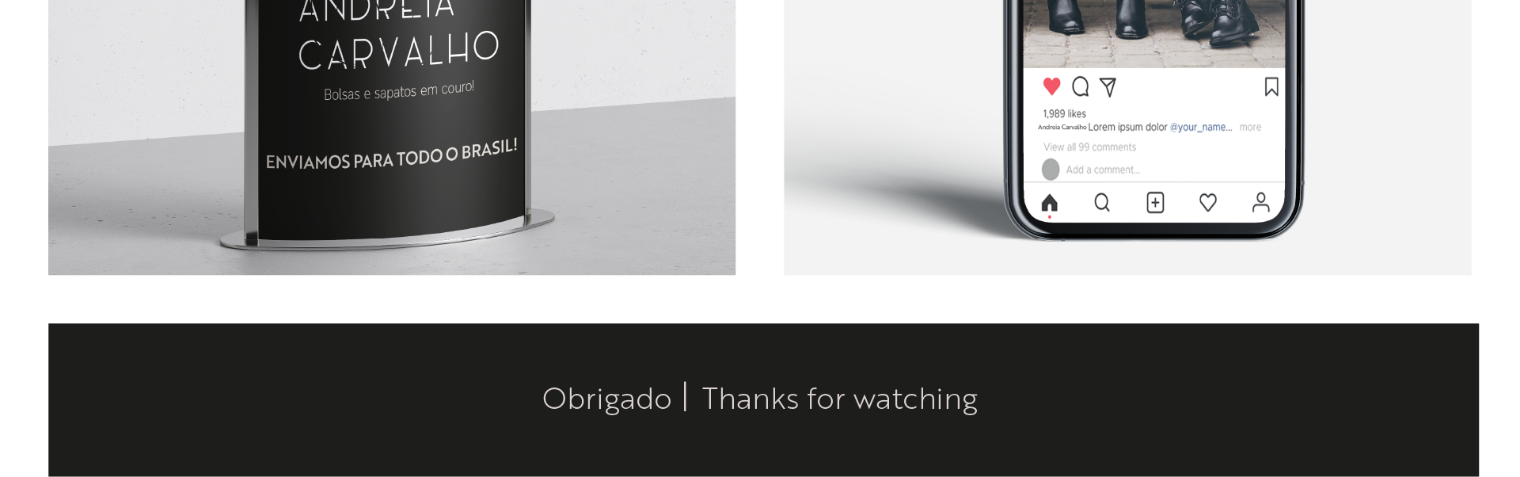 ANDREIA
CARVALHO
Bolsas e sapatos em couro!
ENVIAMOS PARA TODO O BRASIL!
1,989 likes
Andreia Carvalho Lorem ipsum dolor @your_name... more
View all 99 comments
Add a comment...
Obrigado | Thanks for watching